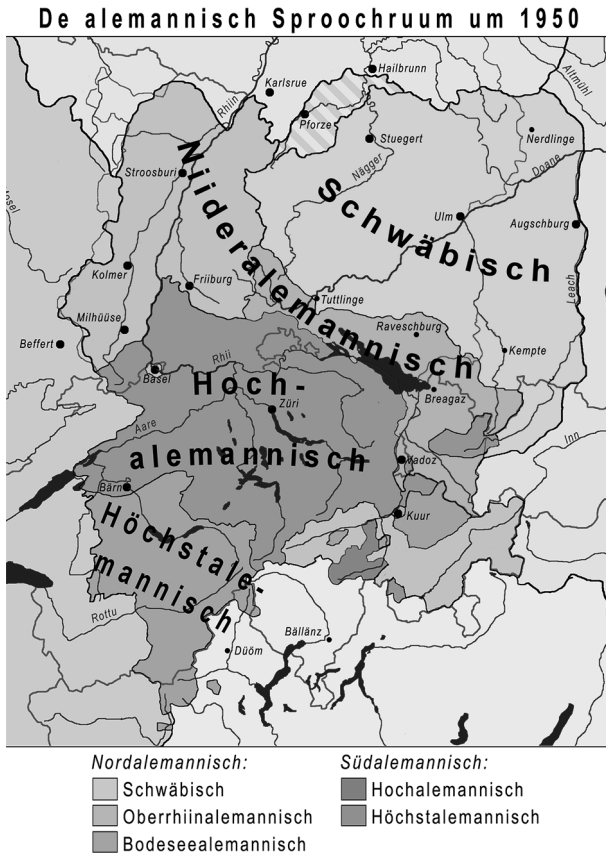 De alemannisch Sproochruum um 1950
Hailbrunn
Karlsrue
Altmühl
Rhiin
Pforze
Stuegert
Nerdlinge
Nägger
Doane
Stroosburi
Niideralemannisch
Schwäbisch
Ulm
Augschburg
Kolmer
Friiburg
Leach
Tuttlinge
Milhüüse
Raveschburg
Beffert
Rhii
Kempte
Basel
Hoch-
Breagaz
Züri
Aare
alemannisch
Inn
Vadoz
Bärn
Kuur
Höchstale-
mannisch
Rottu
Bällänz
Düöm
Nordalemannisch:
Südalemannisch:
Schwäbisch
Hochalemannisch
Oberrhiinalemannisch
Höchstalemannisch
Bodeseealemannisch